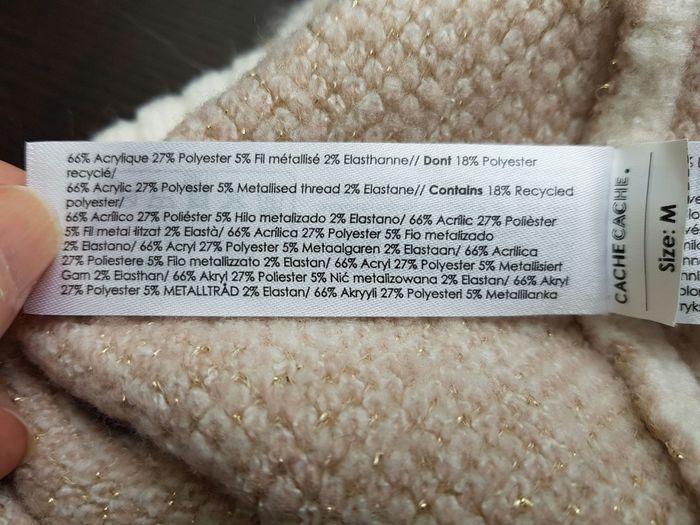 66% Acrylique 27% Polyester 5% Fil métallisé 2% Elasthanne// Dont 18% Polyester
recyclé/
66% Acrylic 27% Polyester 5% Metallised thread 2% Elastane// Contains 18% Recycled
polyester/
66% Acrílico 27% Poliéster 5% Hilo metalizado 2% Elastano/ 66% Acrílic 27% Polièster
5% Fil metal·litzat 2% Elastà/ 66% Acrílica 27% Polyester 5% Fio metalizado
2% Elastano/ 66% Acryl 27% Polyester 5% Metaalgaren 2% Elastaan/ 66% Acrilica
27% Poliestere 5% Filo metallizzato 2% Elastan/ 66% Acryl 27% Polyester 5% Metallisiert
Garn 2% Elasthan/ 66% Akryl 27% Poliester 5% Nić metalizowana 2% Elastan/ 66% Akryl
27% Polyester 5% METALLTRÅD 2% Elastan/ 66% Akryyli 27% Polyesteri 5% Metallilanka
CACHE CACHE.
Size: M